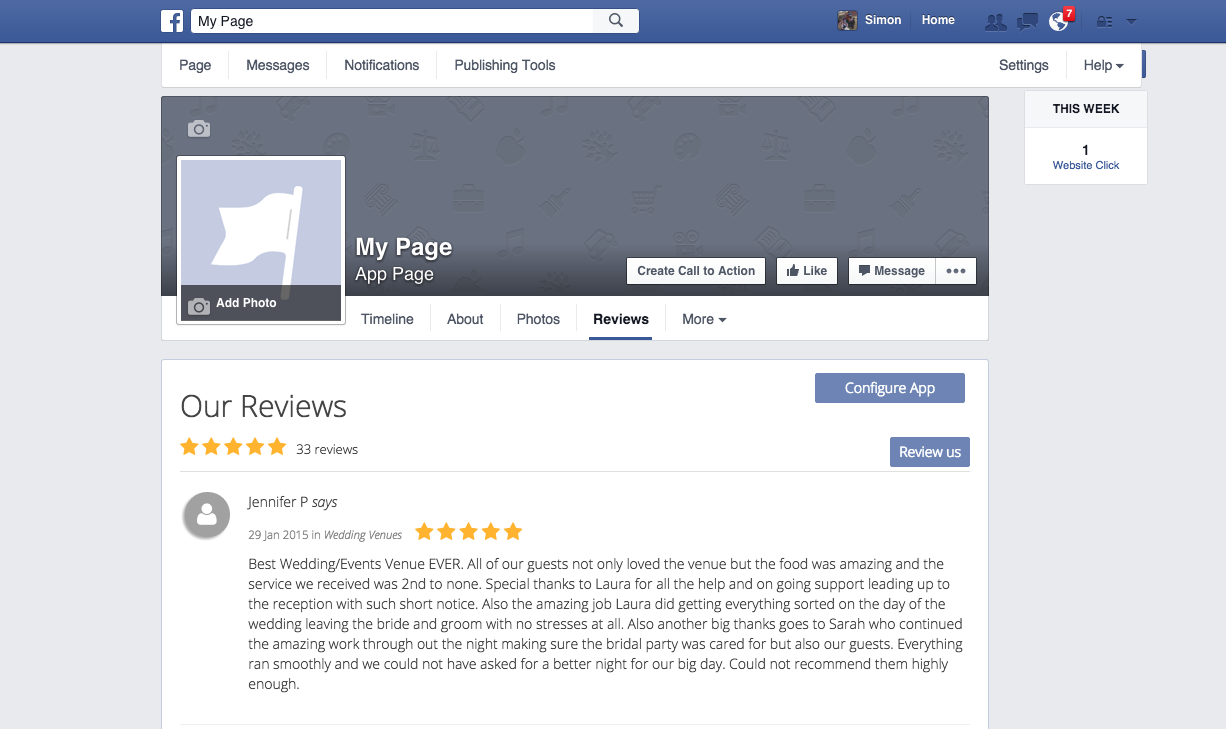 f My Page Simon Home 7
Page Messages Notifications Publishing Tools Settings Help
THIS WEEK
1
Website Click
My Page
App Page
Create Call to Action Like Message •••
Add Photo
Timeline About Photos Reviews More
Configure App
Our Reviews
33 reviews
Review us
Jennifer P says
29 Jan 2015 in Wedding Venues
Best Wedding/Events Venue EVER. All of our guests not only loved the venue but the food was amazing and the
service we received was 2nd to none. Special thanks to Laura for all the help and on going support leading up to
the reception with such short notice. Also the amazing job Laura did getting everything sorted on the day of the
wedding leaving the bride and groom with no stresses at all. Also another big thanks goes to Sarah who continued
the amazing work through out the night making sure the bridal party was cared for but also our guests. Everything
ran smoothly and we could not have asked for a better night for our big day. Could not recommend them highly
enough.